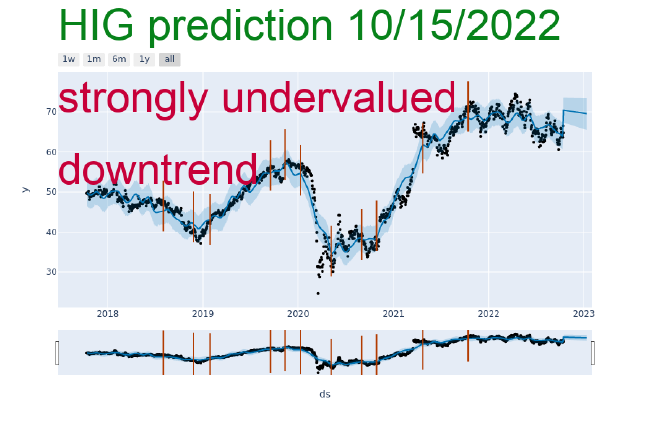 HIG prediction 10/15/2022
1w 1m 6m 1y all
strongly undervalued
downtrend
70
60
50
40
30
y
2018 2019 2020 2021 2022 2023
ds